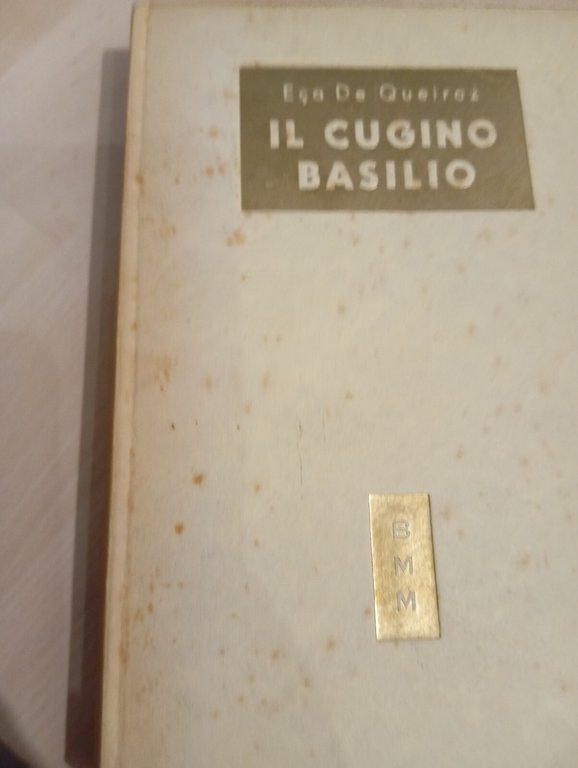 Eça De Queiroz
IL CUGINO
BASILIO
B
M
M